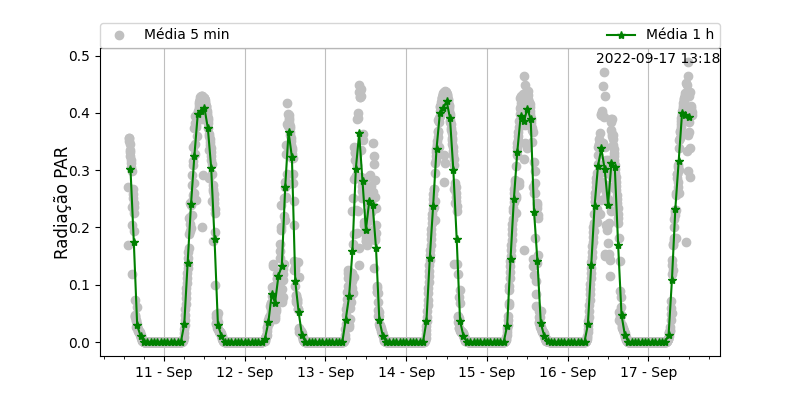 Média 5 min
Média 1 h
2022-09-17 13:18
Radiação PAR
0.5
0.4
0.3
0.2
0.1
0.0
11 - Sep
12 - Sep
13 - Sep
14 - Sep
15 - Sep
16 - Sep
17 - Sep